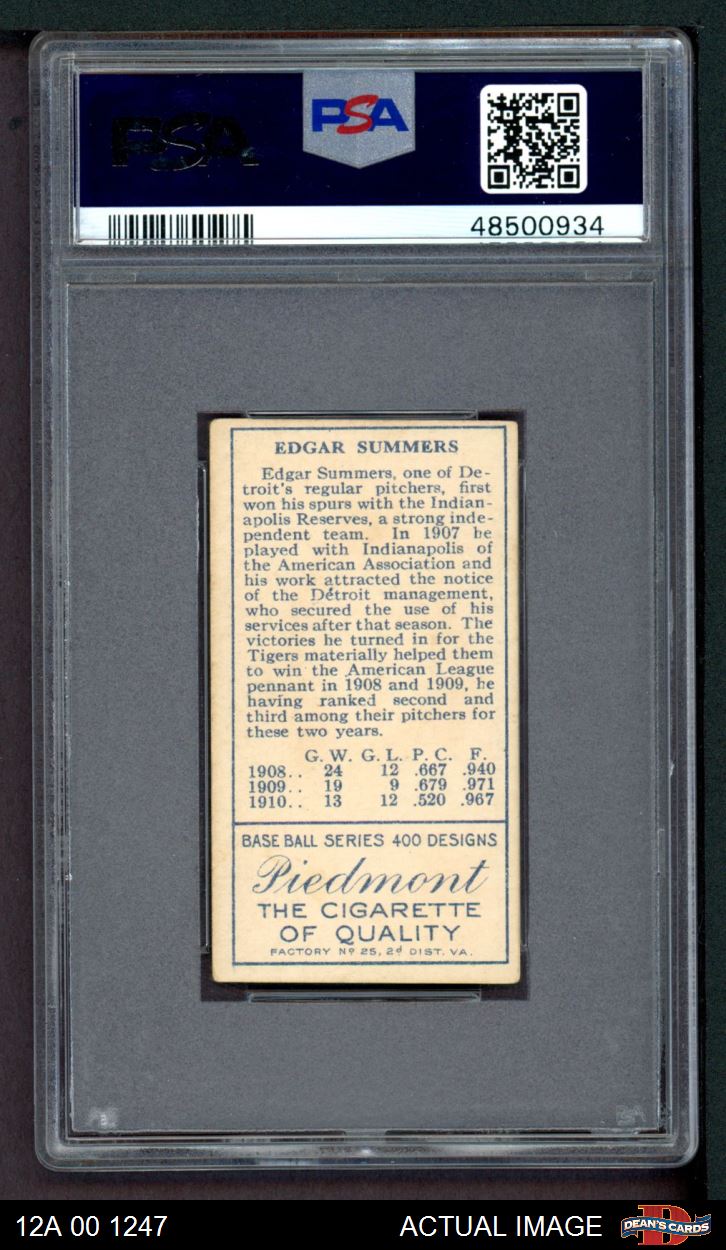 PSA
PSA
48500934
EDGAR SUMMERS
Edgar Summers, one of De-
troit's regular pitchers, first
won his spurs with the Indian-
apolis Reserves, a strong inde-
pendent team. In 1907 he
played with Indianapolis of
the American Association and
his work attracted the notice
of the Detroit management,
who secured the use of his
services after that season. The
victories he turned in for the
Tigers materially helped them
to win the American League
pennant in 1908 and 1909, he
having ranked second and
third among their pitchers for
these two years.
G. W. G. L. P. C. F.
1908.. 24 12 .667 .940
1909.. 19 9 .679 .971
1910.. 13 12 .520 .967
BASE BALL SERIES 400 DESIGNS
Piedmont
THE CIGARETTE
OF QUALITY
FACTORY Nº 25, 2d DIST. VA.
12A 00 1247
ACTUAL IMAGE
DEAN'S CARDS